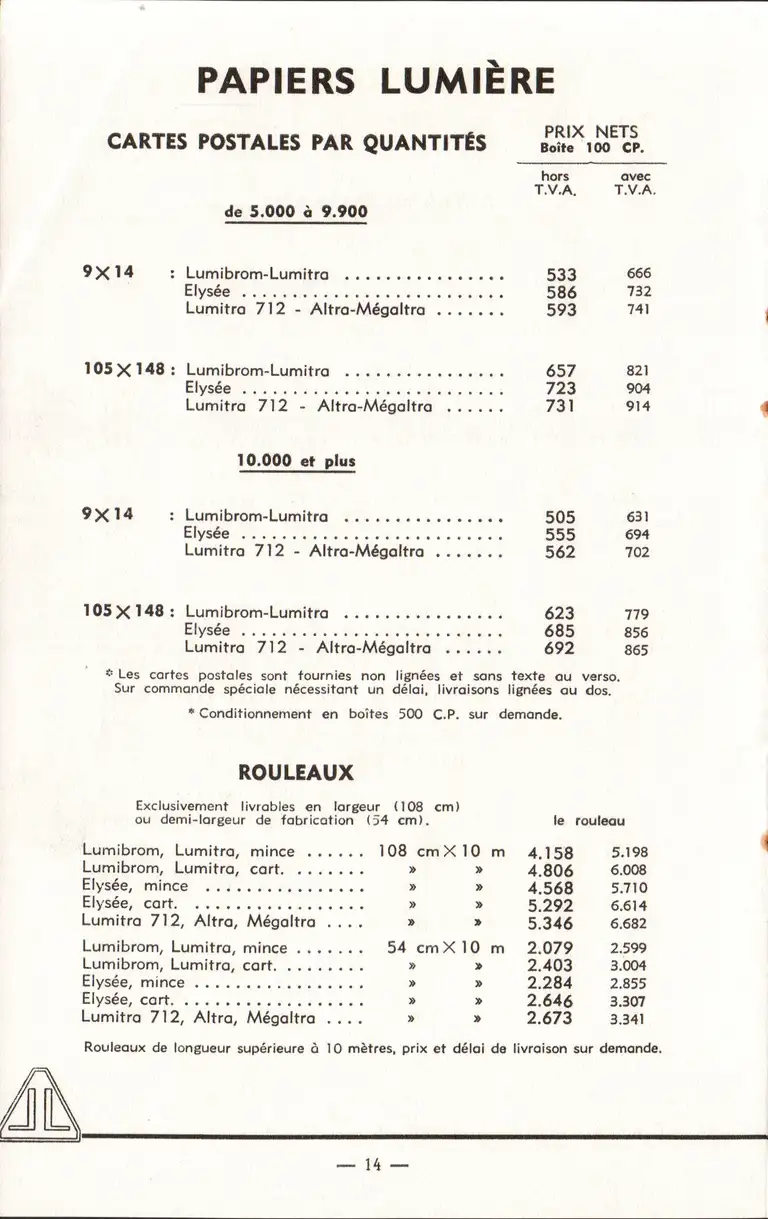 PAPIERS LUMIÈRE
CARTES POSTALES PAR QUANTITÉS
PRIX NETS
Boîte 100 CP.
hors T.V.A. avec T.V.A.
de 5.000 à 9.900
9X14 : Lumibrom-Lumitra ................ 533 666
Elysée .......................... 586 732
Lumitra 712 - Altra-Mégaltra ....... 593 741
105X148 : Lumibrom-Lumitra ................ 657 821
Elysée .......................... 723 904
Lumitra 712 - Altra-Mégaltra ...... 731 914
10.000 et plus
9X14 : Lumibrom-Lumitra ................ 505 631
Elysée .......................... 555 694
Lumitra 712 - Altra-Mégaltra ....... 562 702
105X148 : Lumibrom-Lumitra ................ 623 779
Elysée .......................... 685 856
Lumitra 712 - Altra-Mégaltra ...... 692 865
* Les cartes postales sont fournies non lignées et sans texte au verso.
Sur commande spéciale nécessitant un délai, livraisons lignées au dos.
* Conditionnement en boîtes 500 C.P. sur demande.
ROULEAUX
Exclusivement livrables en largeur (108 cm)
ou demi-largeur de fabrication (54 cm). le rouleau
Lumibrom, Lumitra, mince ...... 108 cm X 10 m 4.158 5.198
Lumibrom, Lumitra, cart. ....... » » 4.806 6.008
Elysée, mince ................ » » 4.568 5.710
Elysée, cart. ................. » » 5.292 6.614
Lumitra 712, Altra, Mégaltra .... » » 5.346 6.682
Lumibrom, Lumitra, mince ....... 54 cm X 10 m 2.079 2.599
Lumibrom, Lumitra, cart. ........ » » 2.403 3.004
Elysée, mince ................. » » 2.284 2.855
Elysée, cart. .................. » » 2.646 3.307
Lumitra 712, Altra, Mégaltra .... » » 2.673 3.341
Rouleaux de longueur supérieure à 10 mètres, prix et délai de livraison sur demande.
JL
— 14 —